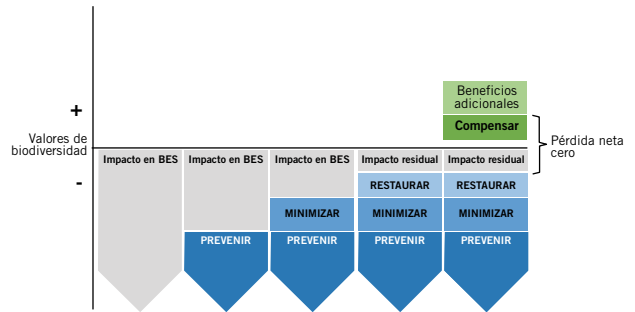 Beneficios
adicionales
Compensar
+
Valores de
biodiversidad
-
Pérdida neta
cero
Impacto en BES
Impacto en BES
Impacto en BES
Impacto residual
Impacto residual
RESTAURAR
RESTAURAR
MINIMIZAR
MINIMIZAR
MINIMIZAR
PREVENIR
PREVENIR
PREVENIR
PREVENIR